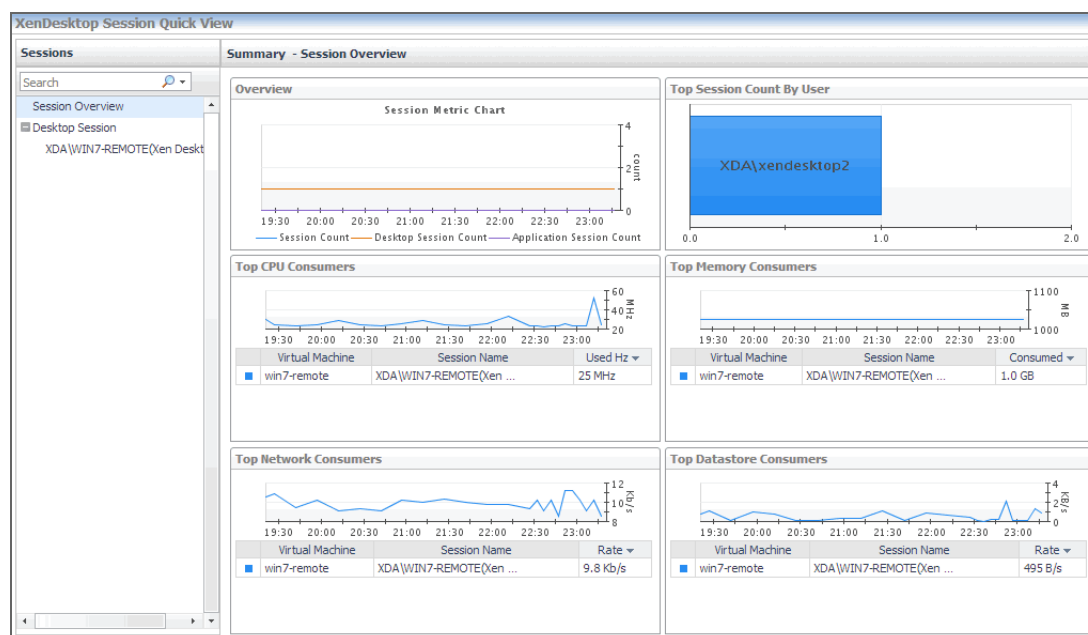 XenDesktop Session Quick View
Sessions
Search
Session Overview
Desktop Session
XDA\WIN7-REMOTE(Xen Deskt
Summary - Session Overview
Overview
Session Metric Chart
4
2
0
count
19:30 20:00 20:30 21:00 21:30 22:00 22:30 23:00
Session Count Desktop Session Count Application Session Count
Top Session Count By User
XDA\xendesktop2
0.0 1.0 2.0
Top CPU Consumers
60
40
20
MHz
19:30 20:00 20:30 21:00 21:30 22:00 22:30 23:00
Virtual Machine Session Name Used Hz
win7-remote XDA\WIN7-REMOTE(Xen ... 25 MHz
Top Memory Consumers
1100
1000
MB
19:30 20:00 20:30 21:00 21:30 22:00 22:30 23:00
Virtual Machine Session Name Consumed
win7-remote XDA\WIN7-REMOTE(Xen ... 1.0 GB
Top Network Consumers
12
10
8
Kb/s
19:30 20:00 20:30 21:00 21:30 22:00 22:30 23:00
Virtual Machine Session Name Rate
win7-remote XDA\WIN7-REMOTE(Xen ... 9.8 Kb/s
Top Datastore Consumers
4
2
0
KB/s
19:30 20:00 20:30 21:00 21:30 22:00 22:30 23:00
Virtual Machine Session Name Rate
win7-remote XDA\WIN7-REMOTE(Xen ... 495 B/s